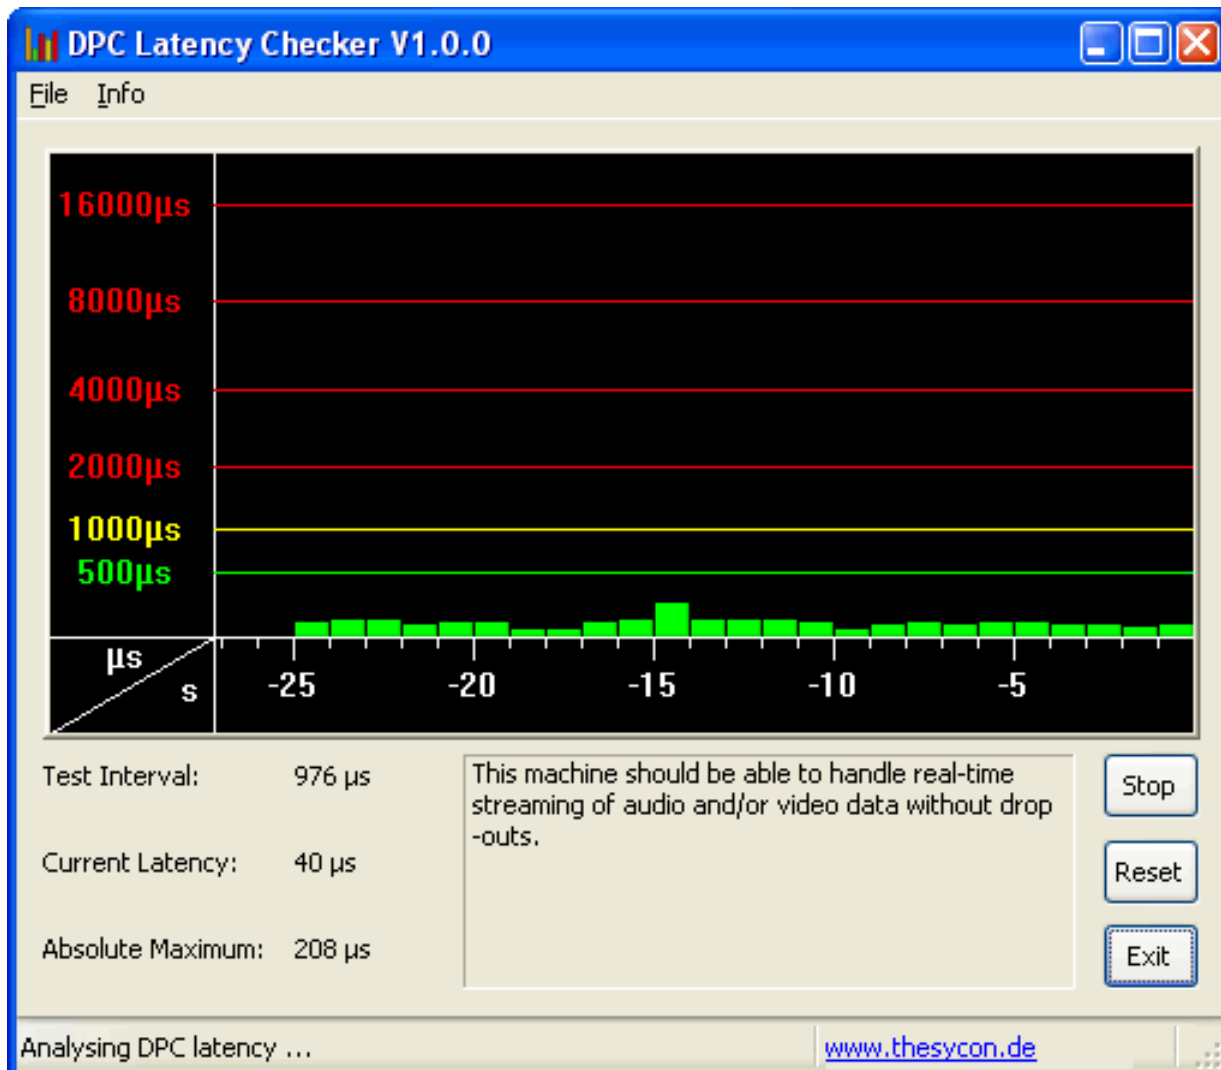 DPC Latency Checker V1.0.0
File Info
16000µs
8000µs
4000µs
2000µs
1000µs
500µs
µs
s
-25 -20 -15 -10 -5
Test Interval: 976 µs
Current Latency: 40 µs
Absolute Maximum: 208 µs
This machine should be able to handle real-time
streaming of audio and/or video data without drop
-outs.
Stop
Reset
Exit
Analysing DPC latency ...
www.thesycon.de